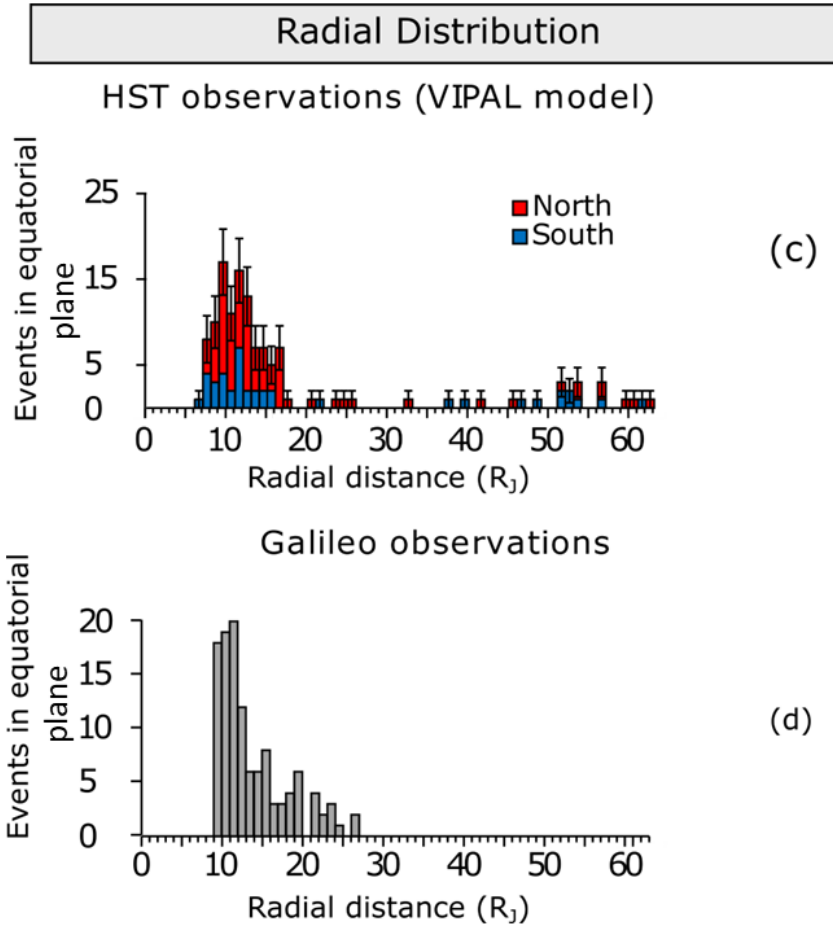 Radial Distribution
HST observations (VIPAL model)
Events in equatorial
plane
25
15
5
0
North
South
(c)
0 10 20 30 40 50 60
Radial distance (R_J)
Galileo observations
Events in equatorial
plane
20
15
10
5
0
(d)
0 10 20 30 40 50 60
Radial distance (R_J)